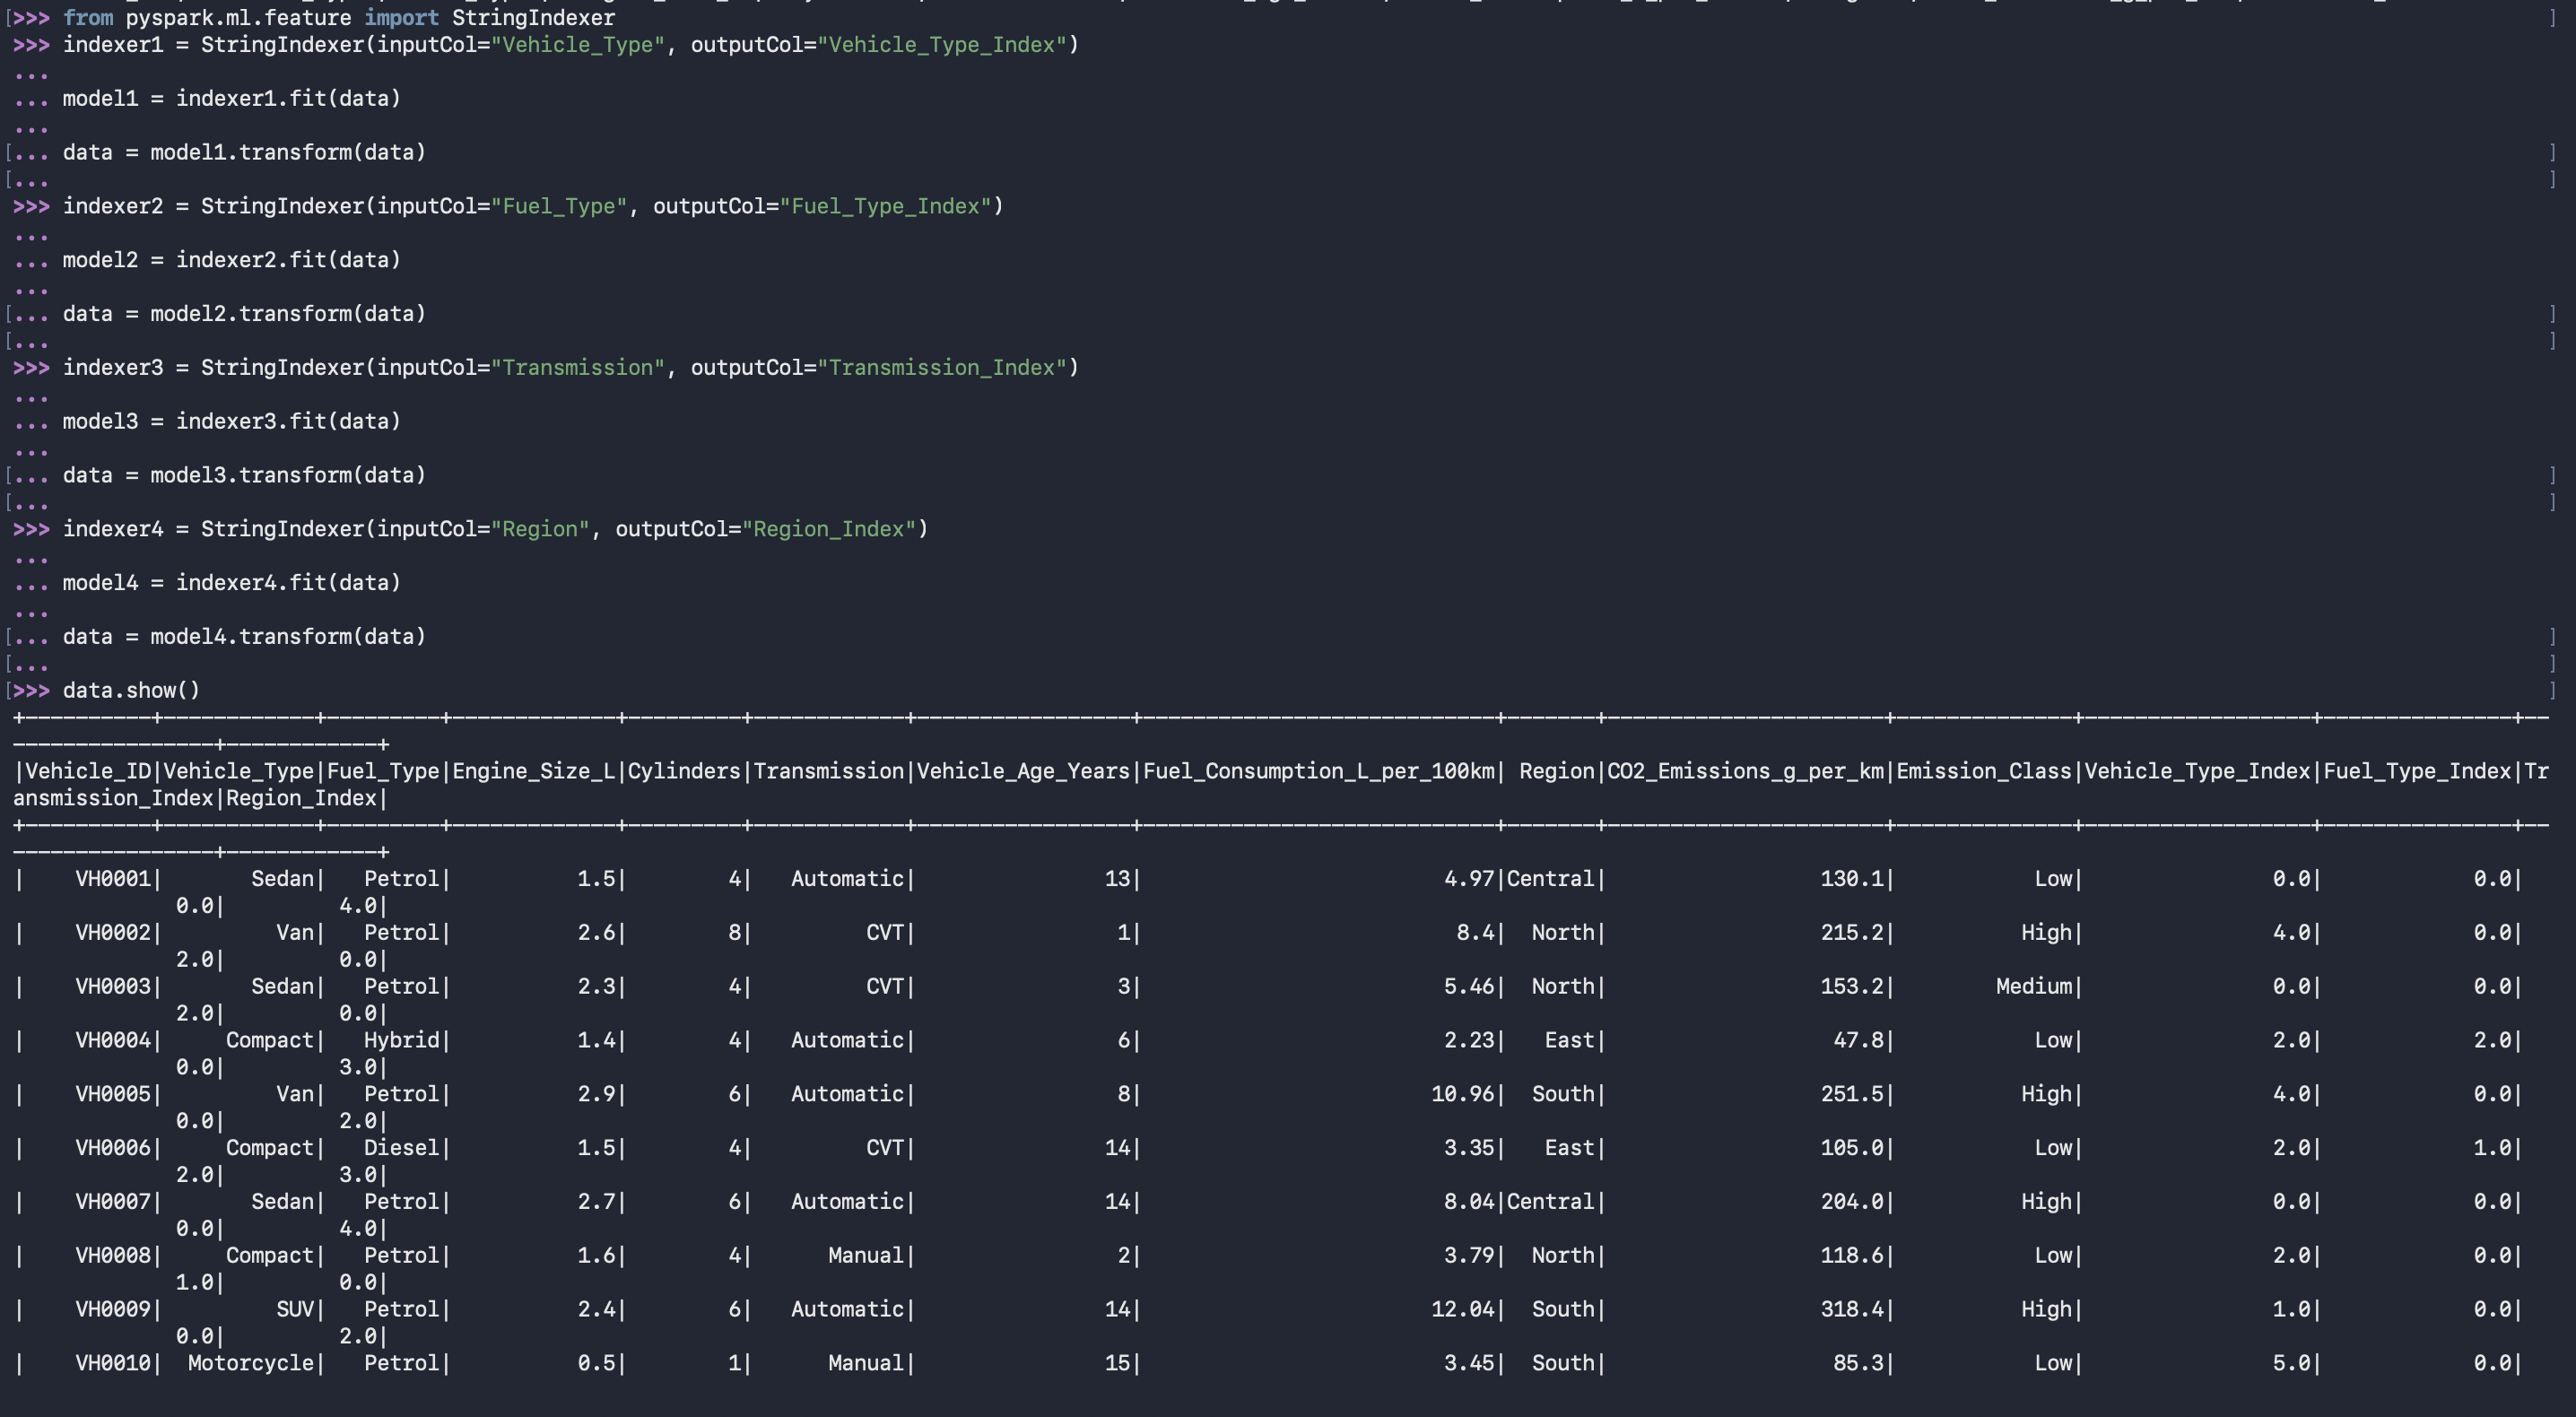 >>> from pyspark.ml.feature import StringIndexer
>>> indexer1 = StringIndexer(inputCol="Vehicle_Type", outputCol="Vehicle_Type_Index")
...
... model1 = indexer1.fit(data)
...
... data = model1.transform(data)
...
>>> indexer2 = StringIndexer(inputCol="Fuel_Type", outputCol="Fuel_Type_Index")
...
... model2 = indexer2.fit(data)
...
... data = model2.transform(data)
...
>>> indexer3 = StringIndexer(inputCol="Transmission", outputCol="Transmission_Index")
...
... model3 = indexer3.fit(data)
...
... data = model3.transform(data)
...
>>> indexer4 = StringIndexer(inputCol="Region", outputCol="Region_Index")
...
... model4 = indexer4.fit(data)
...
... data = model4.transform(data)
...
>>> data.show()
|Vehicle_ID|Vehicle_Type|Fuel_Type|Engine_Size_L|Cylinders|Transmission|Vehicle_Age_Years|Fuel_Consumption_L_per_100km| Region|CO2_Emissions_g_per_km|Emission_Class|Vehicle_Type_Index|Fuel_Type_Index|Tr
ansmission_Index|Region_Index|
| VH0001| Sedan| Petrol| 1.5| 4| Automatic| 13| 4.97|Central| 130.1| Low| 0.0| 0.0|
0.0| 4.0|
| VH0002| Van| Petrol| 2.6| 8| CVT| 1| 8.4| North| 215.2| High| 4.0| 0.0|
2.0| 0.0|
| VH0003| Sedan| Petrol| 2.3| 4| CVT| 3| 5.46| North| 153.2| Medium| 0.0| 0.0|
2.0| 0.0|
| VH0004| Compact| Hybrid| 1.4| 4| Automatic| 6| 2.23| East| 47.8| Low| 2.0| 2.0|
0.0| 3.0|
| VH0005| Van| Petrol| 2.9| 6| Automatic| 8| 10.96| South| 251.5| High| 4.0| 0.0|
0.0| 2.0|
| VH0006| Compact| Diesel| 1.5| 4| CVT| 14| 3.35| East| 105.0| Low| 2.0| 1.0|
2.0| 3.0|
| VH0007| Sedan| Petrol| 2.7| 6| Automatic| 14| 8.04|Central| 204.0| High| 0.0| 0.0|
0.0| 4.0|
| VH0008| Compact| Petrol| 1.6| 4| Manual| 2| 3.79| North| 118.6| Low| 2.0| 0.0|
1.0| 0.0|
| VH0009| SUV| Petrol| 2.4| 6| Automatic| 14| 12.04| South| 318.4| High| 1.0| 0.0|
0.0| 2.0|
| VH0010| Motorcycle| Petrol| 0.5| 1| Manual| 15| 3.45| South| 85.3| Low| 5.0| 0.0|